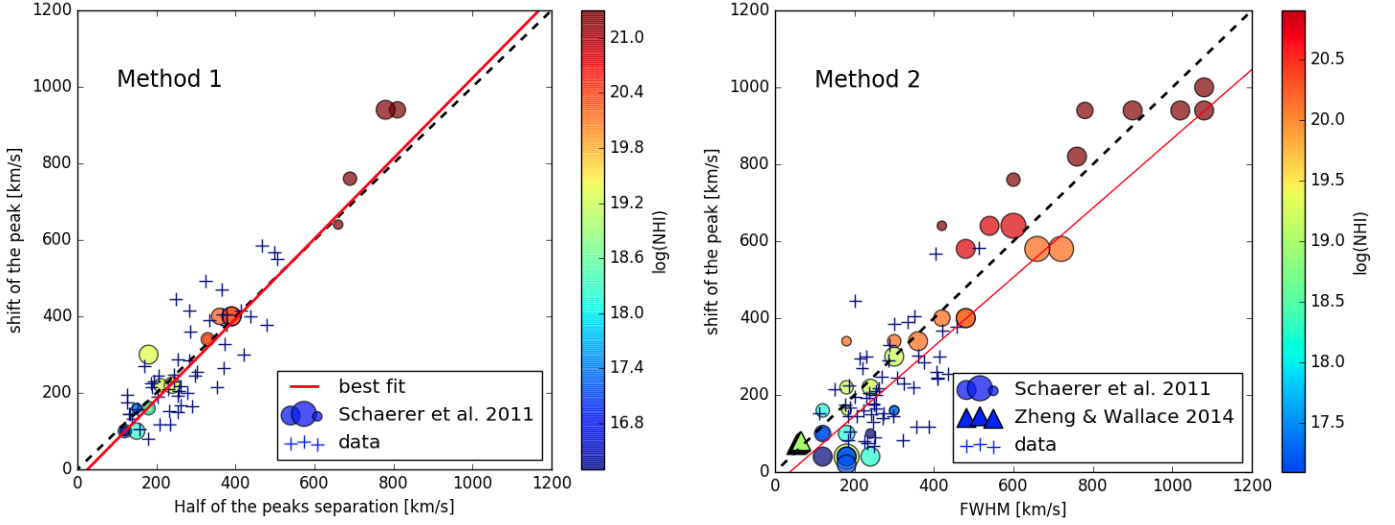 Method 1
shift of the peak [km/s]
1200
1000
800
600
400
200
0
0 200 400 600 800 1000 1200
Half of the peaks separation [km/s]
best fit
Schaerer et al. 2011
data
21.0
20.4
19.8
19.2
18.6
18.0
17.4
16.8
log(NHI)
Method 2
shift of the peak [km/s]
1200
1000
800
600
400
200
0
0 200 400 600 800 1000 1200
FWHM [km/s]
Schaerer et al. 2011
Zheng & Wallace 2014
data
20.5
20.0
19.5
19.0
18.5
18.0
17.5
log(NHI)